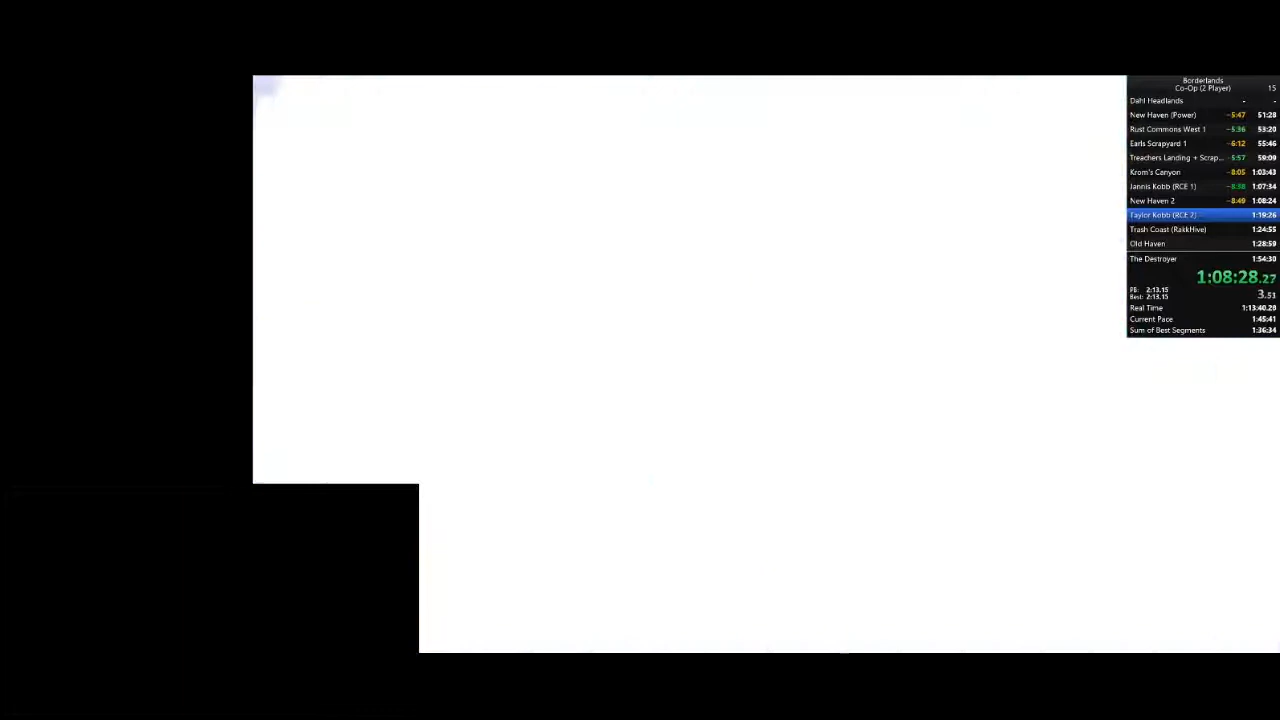 Borderlands
Co-Op (2 Player) 15
Dahl Headlands - -
New Haven (Power) -5:47 51:28
Rust Commons West 1 -5:36 53:20
Earls Scrapyard 1 -6:12 55:46
Treachers Landing + Scrap... -5:57 59:09
Krom's Canyon -8:05 1:03:43
Jannis Kobb (RCE 1) -8:38 1:07:34
New Haven 2 -8:49 1:08:24
Taylor Kobb (RCE 2) 1:19:26
Trash Coast (RakkHive) 1:24:55
Old Haven 1:28:59
The Destroyer 1:54:30
1:08:28.27
PB: 2:13.15
Best: 2:13.15 3.53
Real Time 1:13:40.28
Current Pace 1:45:41
Sum of Best Segments 1:36:34